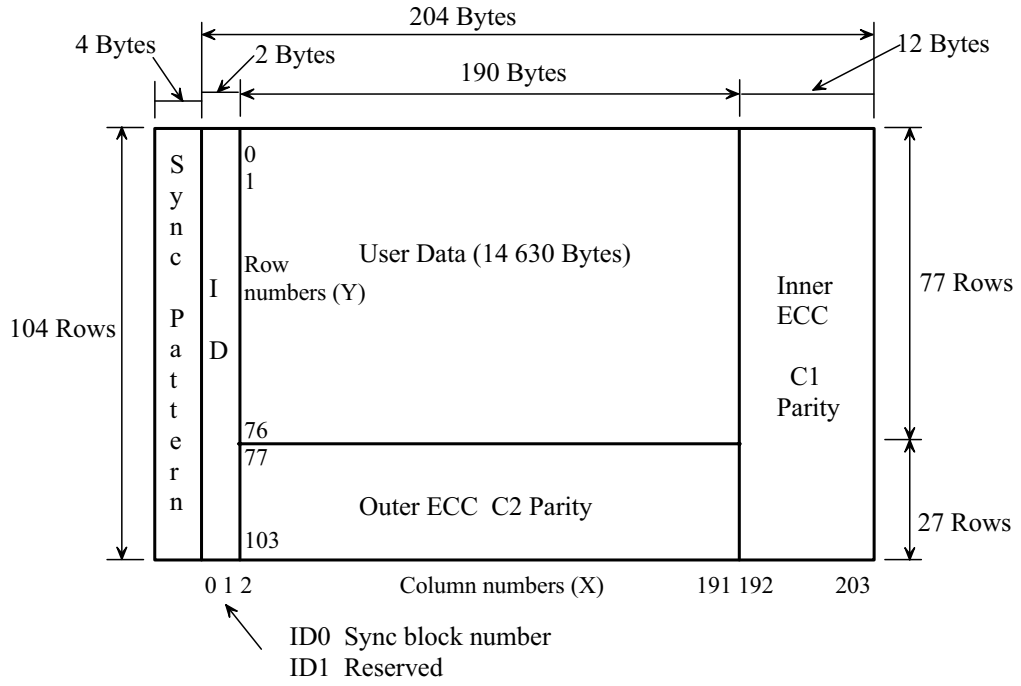 204 Bytes
4 Bytes
2 Bytes
12 Bytes
190 Bytes
Sync Pattern
I D
0
1
Row
numbers (Y)
User Data (14 630 Bytes)
Inner
ECC
C1
Parity
104 Rows
77 Rows
76
77
Outer ECC C2 Parity
27 Rows
103
0 1 2
Column numbers (X)
191 192
203
ID0 Sync block number
ID1 Reserved